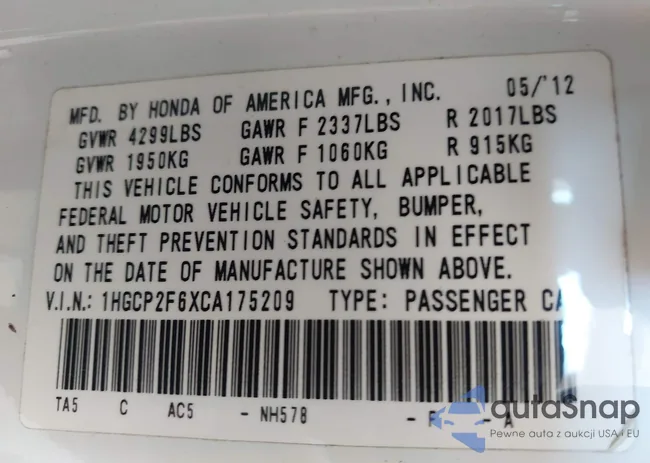 MFD. BY HONDA OF AMERICA MFG., INC. 05/'12
GVWR 4299LBS GAWR F 2337LBS R 2017LBS
GVWR 1950KG GAWR F 1060KG R 915KG
THIS VEHICLE CONFORMS TO ALL APPLICABLE
FEDERAL MOTOR VEHICLE SAFETY, BUMPER,
AND THEFT PREVENTION STANDARDS IN EFFECT
ON THE DATE OF MANUFACTURE SHOWN ABOVE.
V.I.N.: 1HGCP2F6XCA175209 TYPE: PASSENGER
TA5 C AC5 - NH578 - - A
autasnap
Pewne auta z aukcji USA i EU